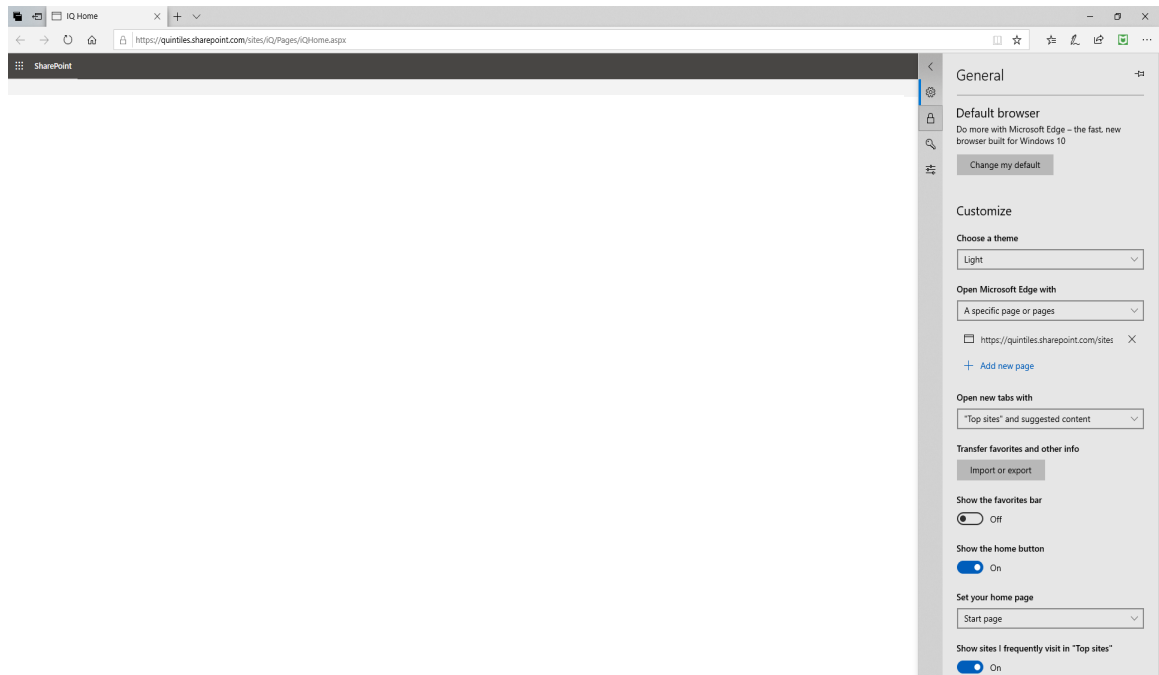 IQ Home
https://quintiles.sharepoint.com/sites/iQ/Pages/iQHome.aspx
SharePoint
General
Default browser
Do more with Microsoft Edge – the fast, new
browser built for Windows 10
Change my default
Customize
Choose a theme
Light
Open Microsoft Edge with
A specific page or pages
https://quintiles.sharepoint.com/sites
Add new page
Open new tabs with
"Top sites" and suggested content
Transfer favorites and other info
Import or export
Show the favorites bar
Off
Show the home button
On
Set your home page
Start page
Show sites I frequently visit in "Top sites"
On